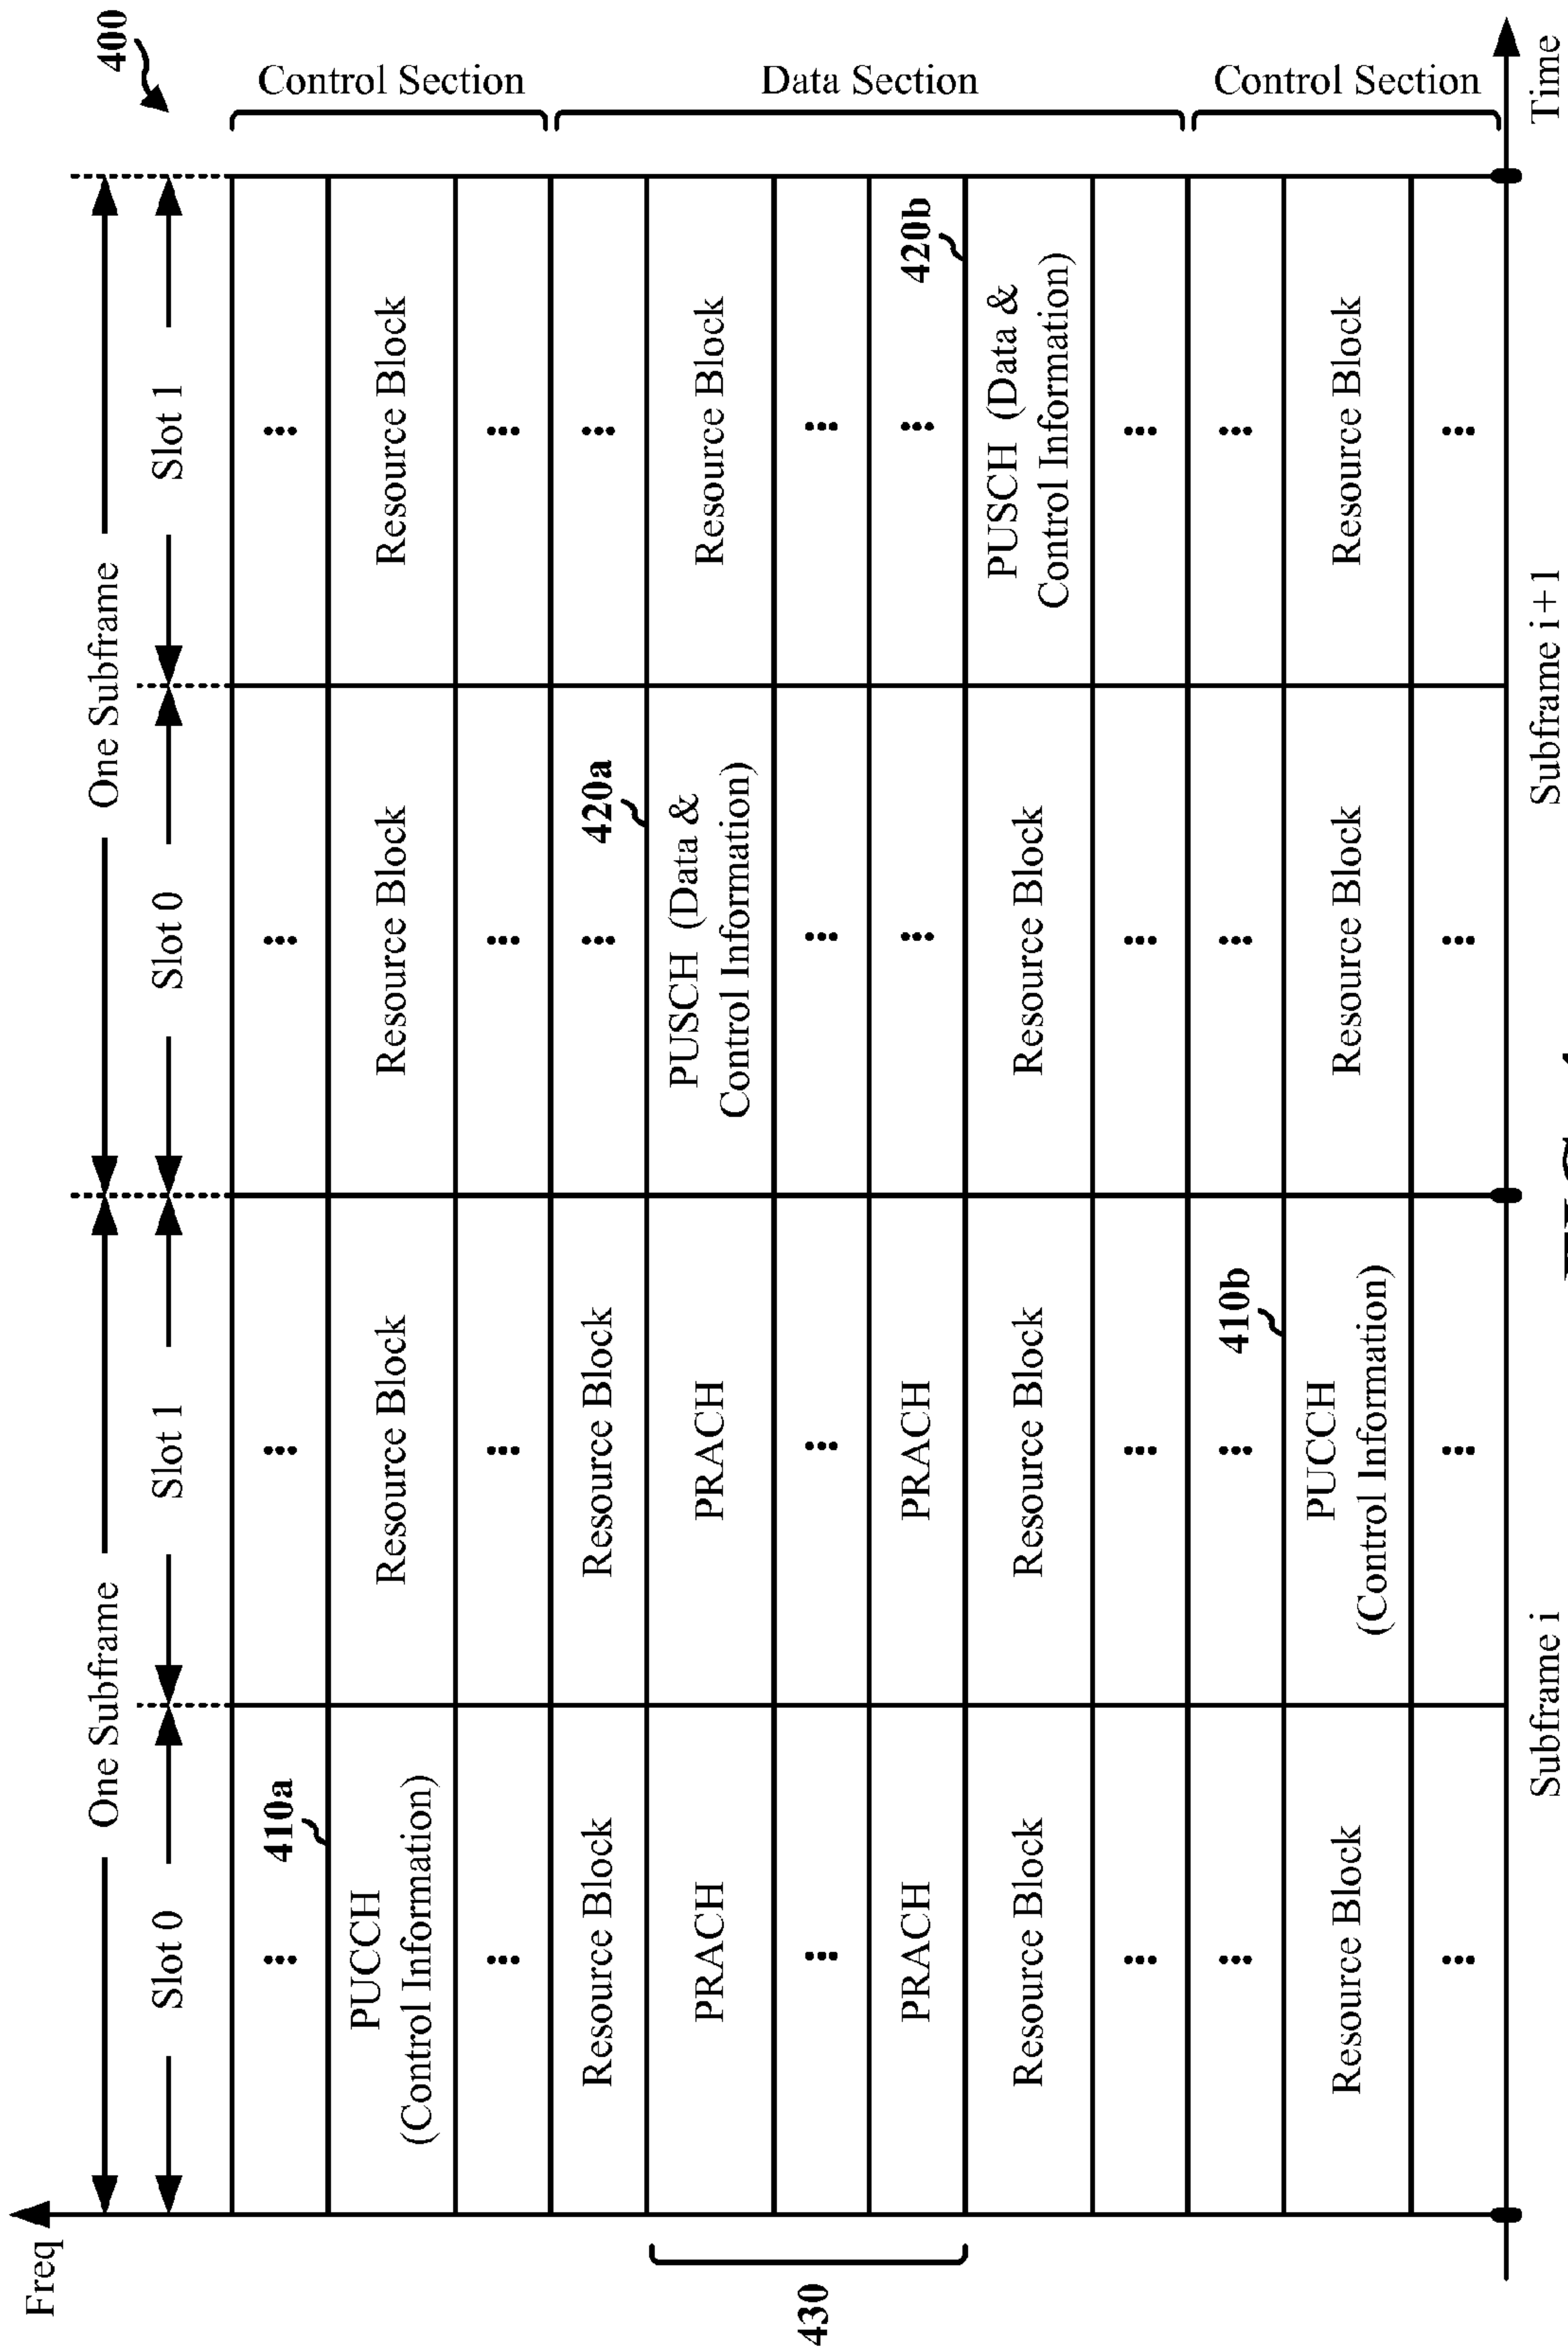 400
Freq
One Subframe
One Subframe
Slot 0
Slot 1
Slot 0
Slot 1
410a
⋮
⋮
⋮
⋮
Control Section
PUCCH
(Control Information)
Resource Block
Resource Block
Resource Block
⋮
⋮
⋮
⋮
Resource Block
Resource Block
⋮
420a
⋮
Data Section
430
PRACH
PRACH
PUSCH (Data &
Control Information)
Resource Block
⋮
⋮
⋮
⋮
PRACH
PRACH
⋮
⋮
420b
Resource Block
Resource Block
Resource Block
PUSCH (Data &
Control Information)
⋮
⋮
⋮
⋮
⋮
⋮
410b
⋮
⋮
Control Section
Resource Block
PUCCH
(Control Information)
Resource Block
Resource Block
⋮
⋮
⋮
⋮
Subframe i
Subframe i + 1
Time